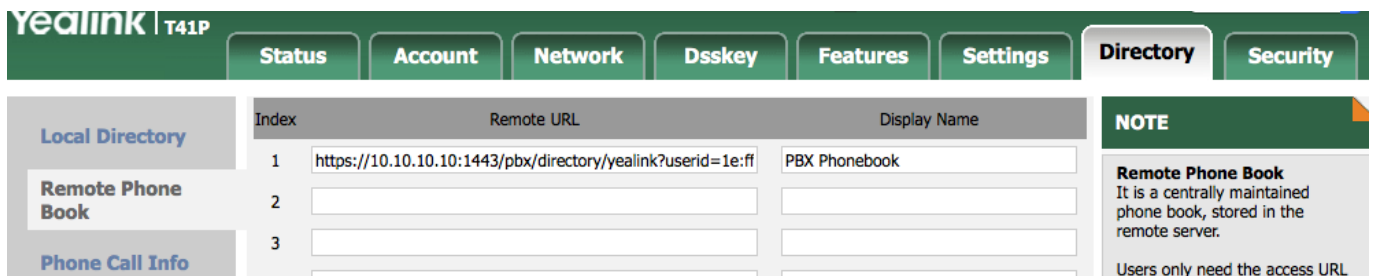 Yealink | T41P
Status Account Network Dsskey Features Settings Directory Security
Local Directory
Remote Phone
Book
Phone Call Info
Index Remote URL Display Name
1 https://10.10.10.10:1443/pbx/directory/yealink?userid=1e:ff PBX Phonebook
2
3
NOTE
Remote Phone Book
It is a centrally maintained
phone book, stored in the
remote server.
Users only need the access URL